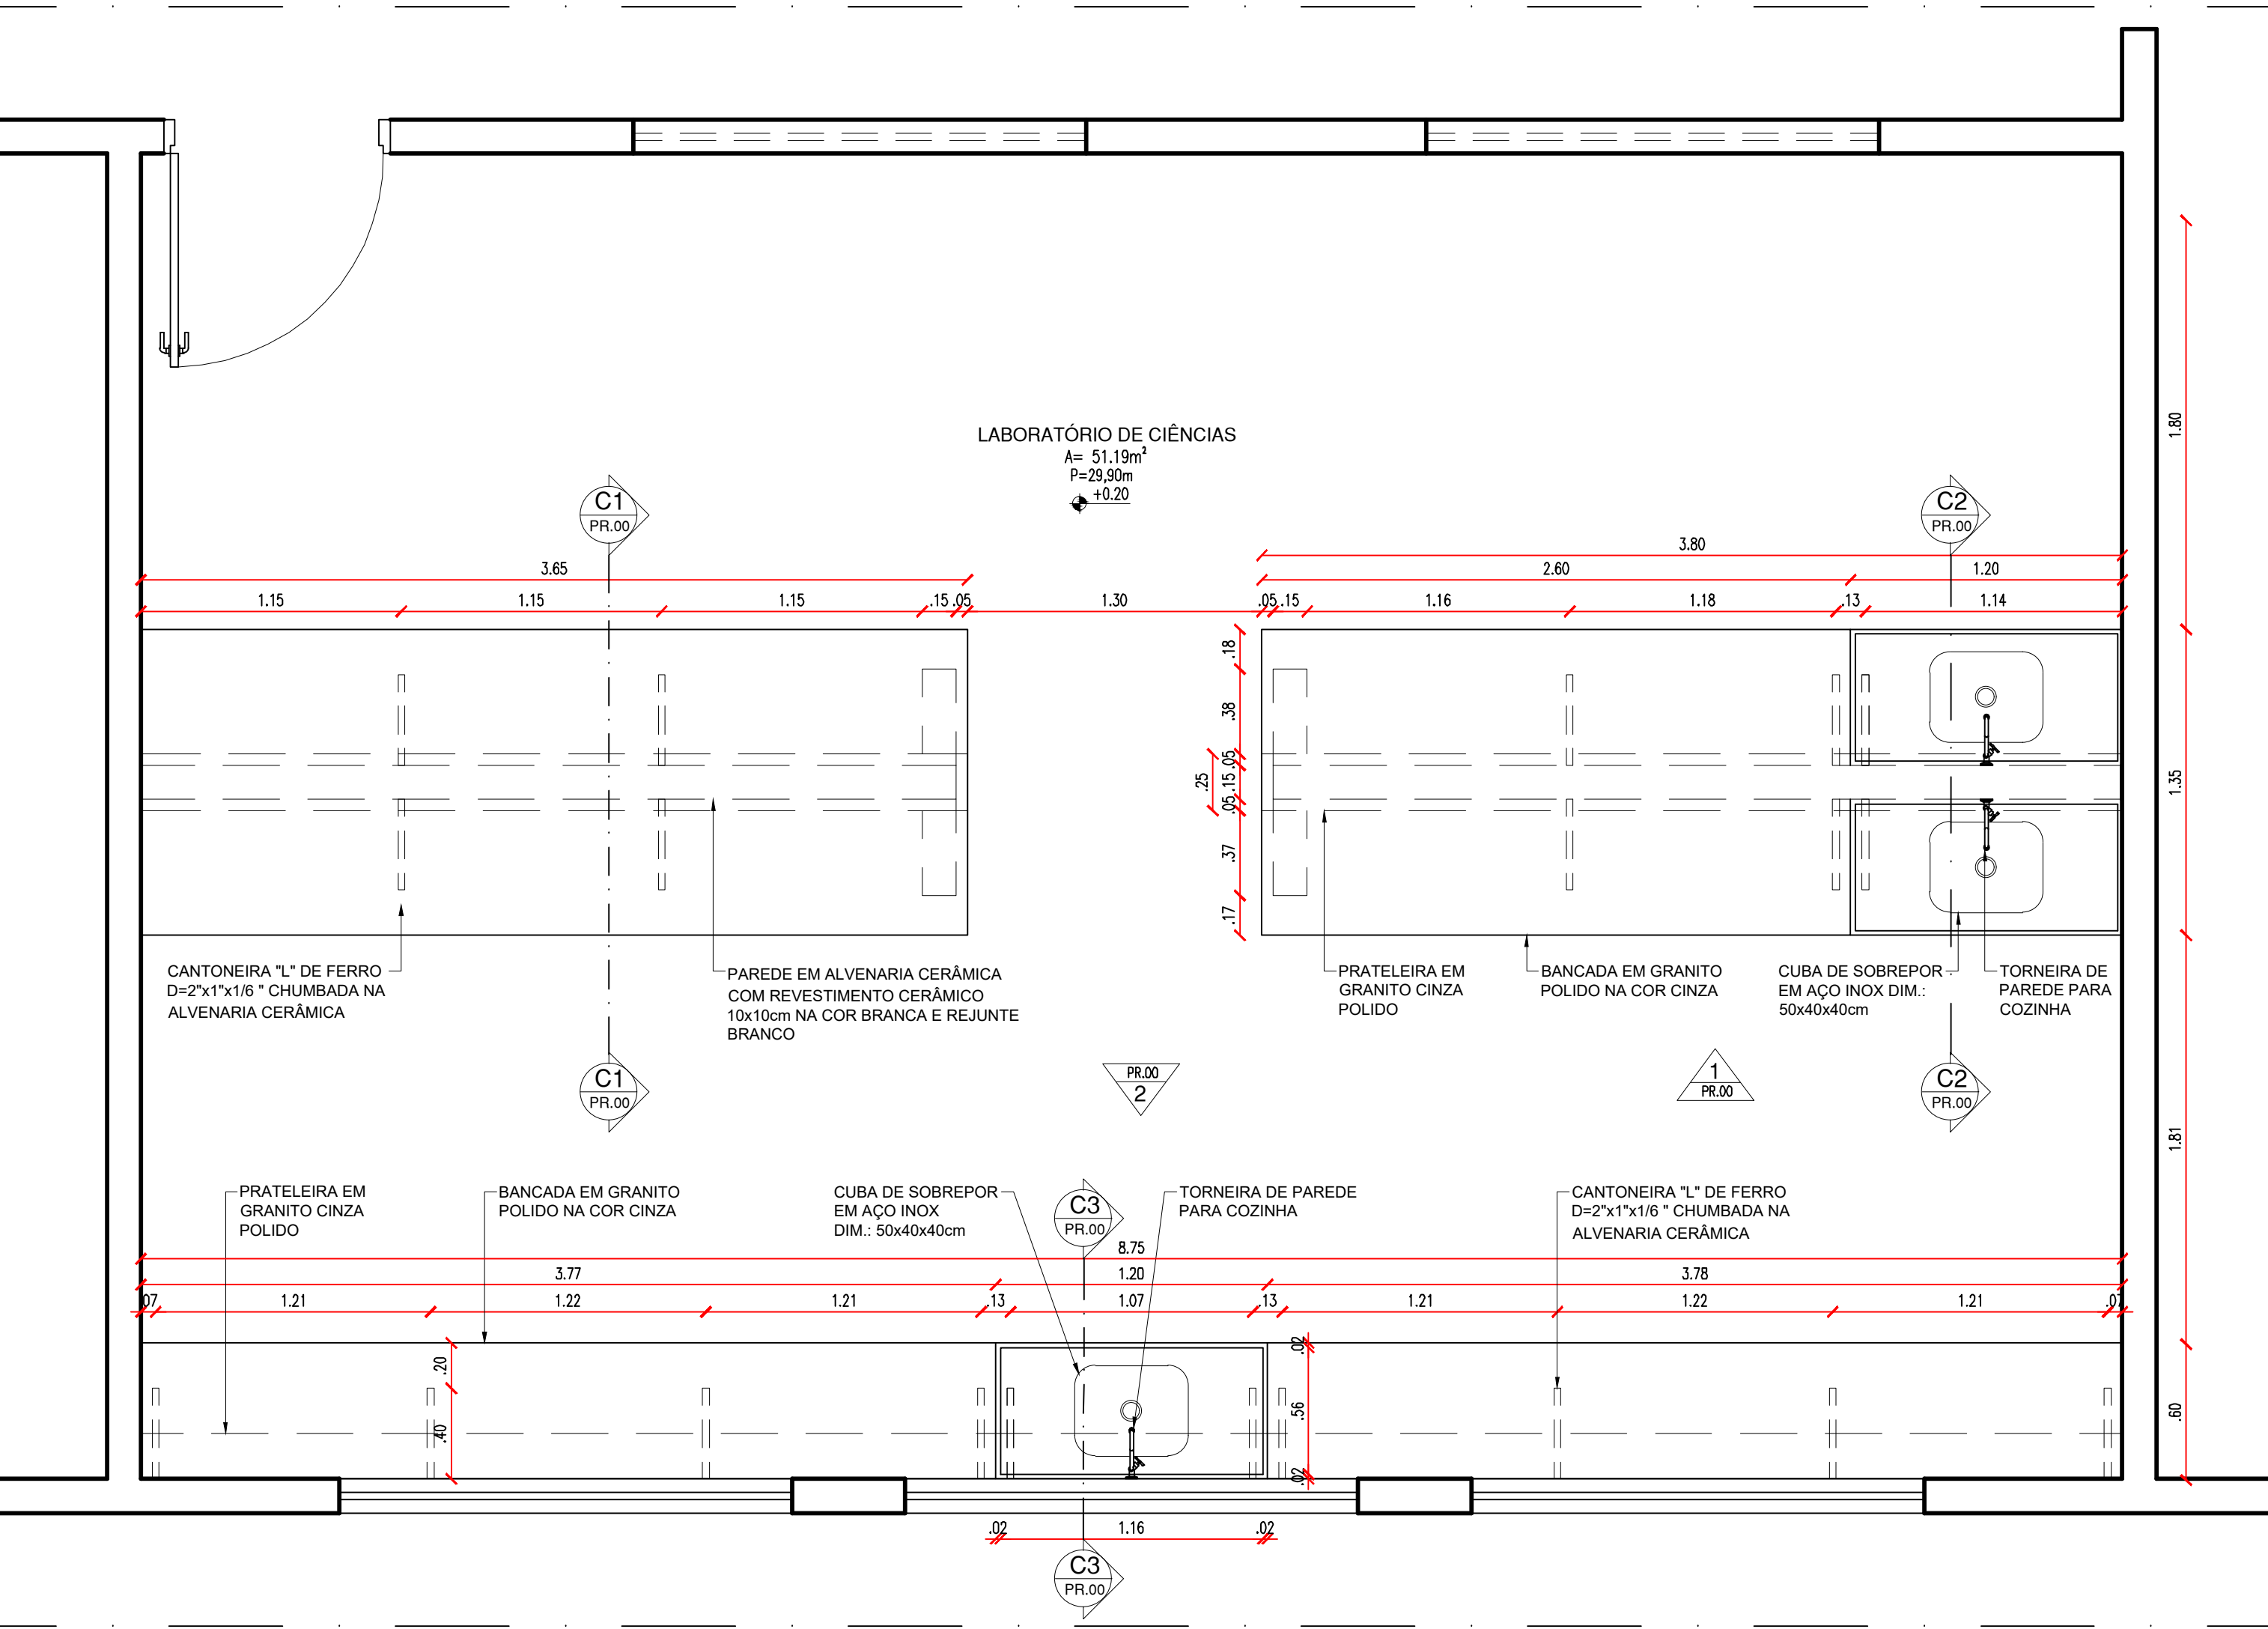 LABORATÓRIO DE CIÊNCIAS
A= 51.19m²
P=29,90m
+0.20
C1
PR.00
C2
PR.00
1.80
3.80
3.65
2.60
1.20
1.15
1.15
1.15
.15
.05
1.30
.05
.15
1.16
1.18
.13
1.14
.18
.38
.05
.25
.15
.05
.37
.17
1.35
CANTONEIRA "L" DE FERRO
D=2"x1"x1/6 " CHUMBADA NA
ALVENARIA CERÂMICA
PAREDE EM ALVENARIA CERÂMICA
COM REVESTIMENTO CERÂMICO
10x10cm NA COR BRANCA E REJUNTE
BRANCO
PRATELEIRA EM
GRANITO CINZA
POLIDO
BANCADA EM GRANITO
POLIDO NA COR CINZA
CUBA DE SOBREPOR
EM AÇO INOX DIM.:
50x40x40cm
TORNEIRA DE
PAREDE PARA
COZINHA
C1
PR.00
PR.00
2
1
PR.00
C2
PR.00
1.81
PRATELEIRA EM
GRANITO CINZA
POLIDO
BANCADA EM GRANITO
POLIDO NA COR CINZA
CUBA DE SOBREPOR
EM AÇO INOX
DIM.: 50x40x40cm
C3
PR.00
TORNEIRA DE PAREDE
PARA COZINHA
CANTONEIRA "L" DE FERRO
D=2"x1"x1/6 " CHUMBADA NA
ALVENARIA CERÂMICA
8.75
3.77
1.20
3.78
.07
1.21
1.22
1.21
.13
1.07
.13
1.21
1.22
1.21
.07
.20
.40
.02
.56
.02
.60
.02
1.16
.02
C3
PR.00